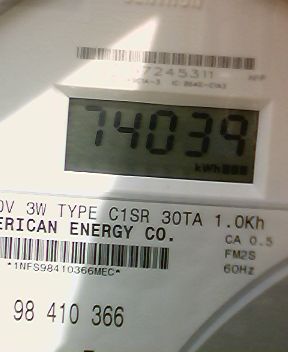 7245311
74039
kWh
0V 3W TYPE C1SR 30TA 1.0Kh
ERICAN ENERGY CO.
CA 0.5
FM2S
*1NFS98410366MEC*
60Hz
98 410 366